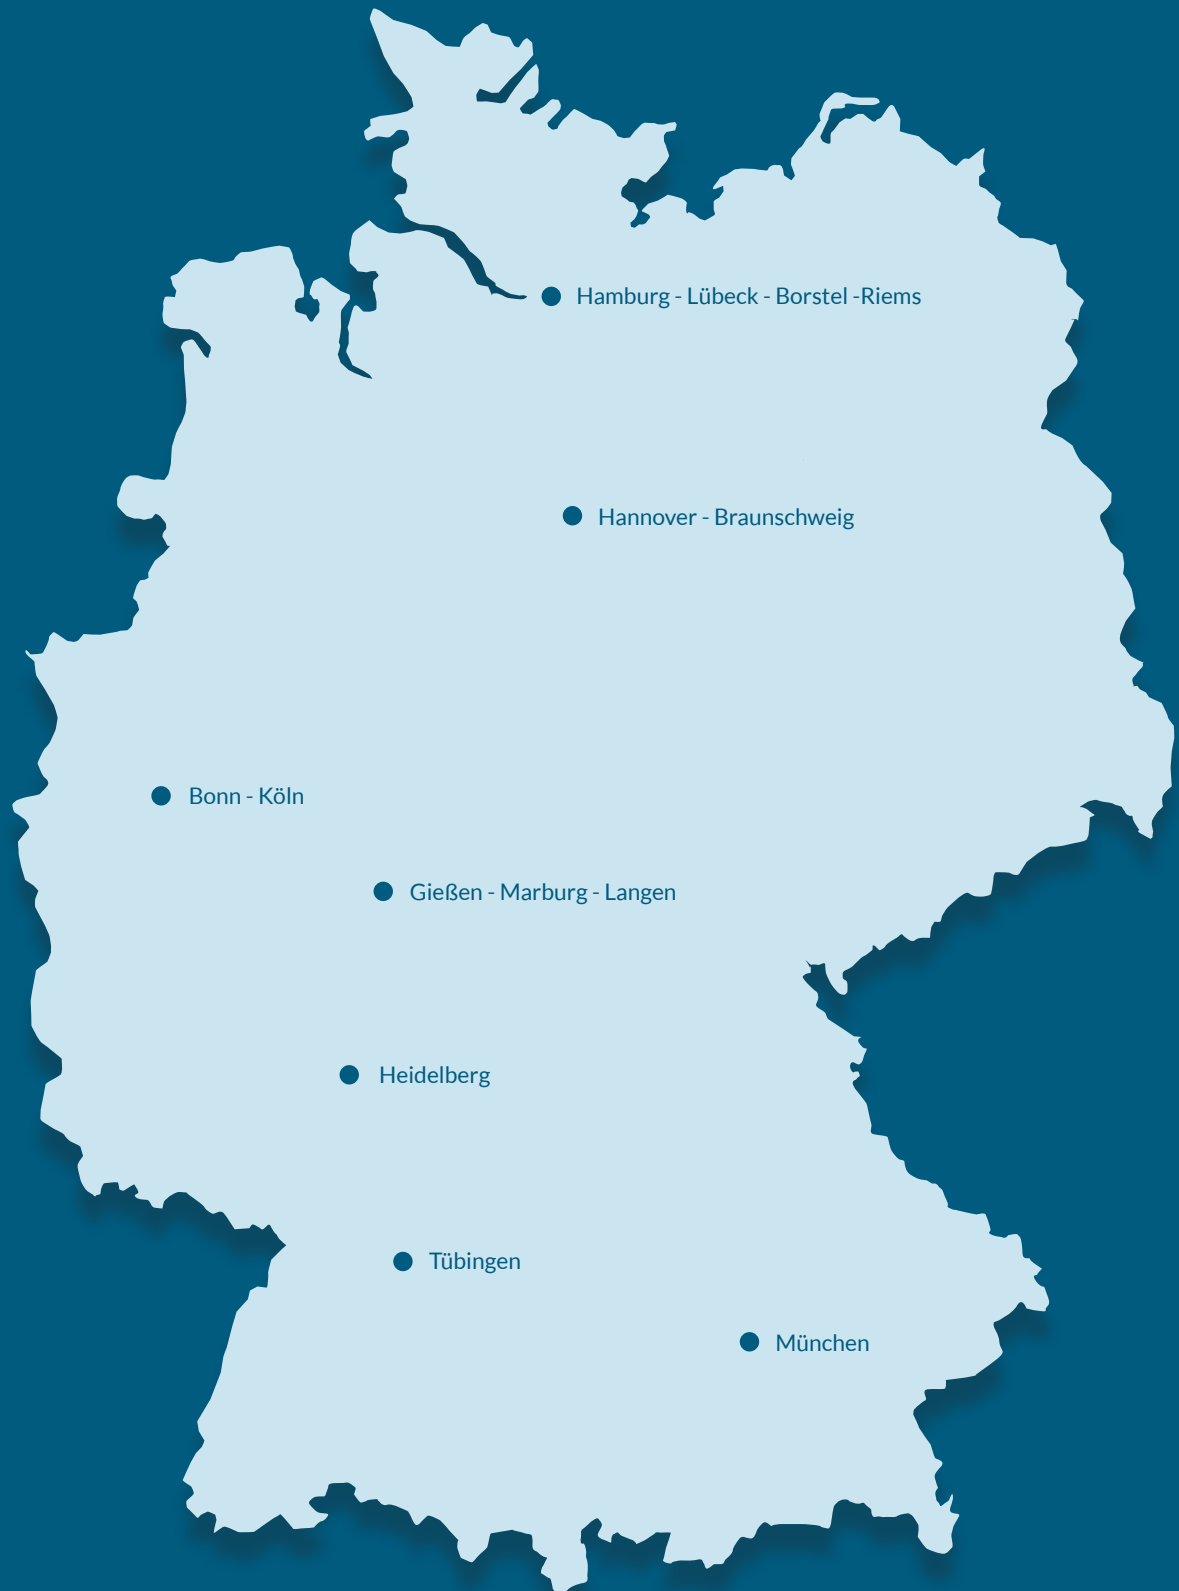 Hamburg - Lübeck - Borstel -Riems
Hannover - Braunschweig
Bonn - Köln
Gießen - Marburg - Langen
Heidelberg
Tübingen
München